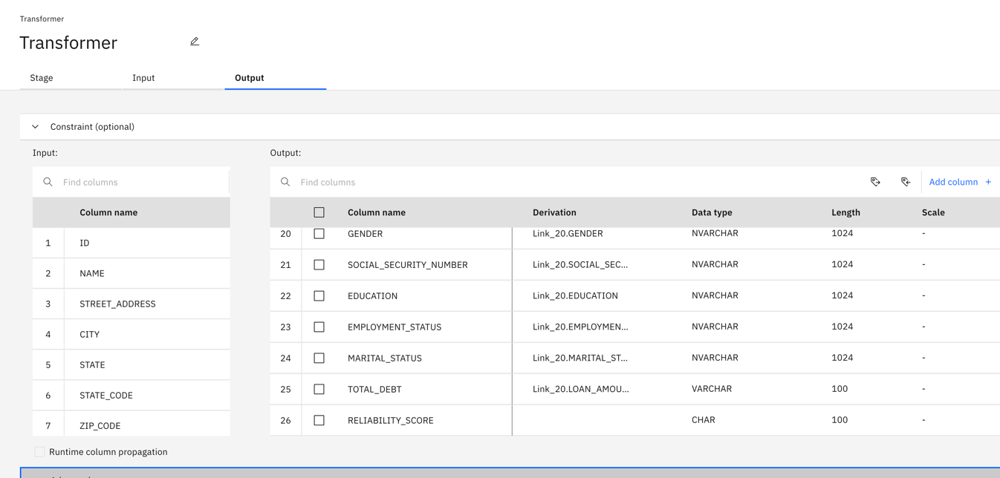 Transformer
Transformer
Stage Input Output
Constraint (optional)
Input: Output:
Find columns Find columns Add column +
Column name Column name Derivation Data type Length Scale
20 GENDER Link_20.GENDER NVARCHAR 1024 -
1 ID
21 SOCIAL_SECURITY_NUMBER Link_20.SOCIAL_SEC... NVARCHAR 1024 -
2 NAME
22 EDUCATION Link_20.EDUCATION NVARCHAR 1024 -
3 STREET_ADDRESS
23 EMPLOYMENT_STATUS Link_20.EMPLOYMEN... NVARCHAR 1024 -
4 CITY
24 MARITAL_STATUS Link_20.MARITAL_ST... NVARCHAR 1024 -
5 STATE
25 TOTAL_DEBT Link_20.LOAN_AMOU... VARCHAR 100 -
6 STATE_CODE
26 RELIABILITY_SCORE CHAR 100 -
7 ZIP_CODE
Runtime column propagation